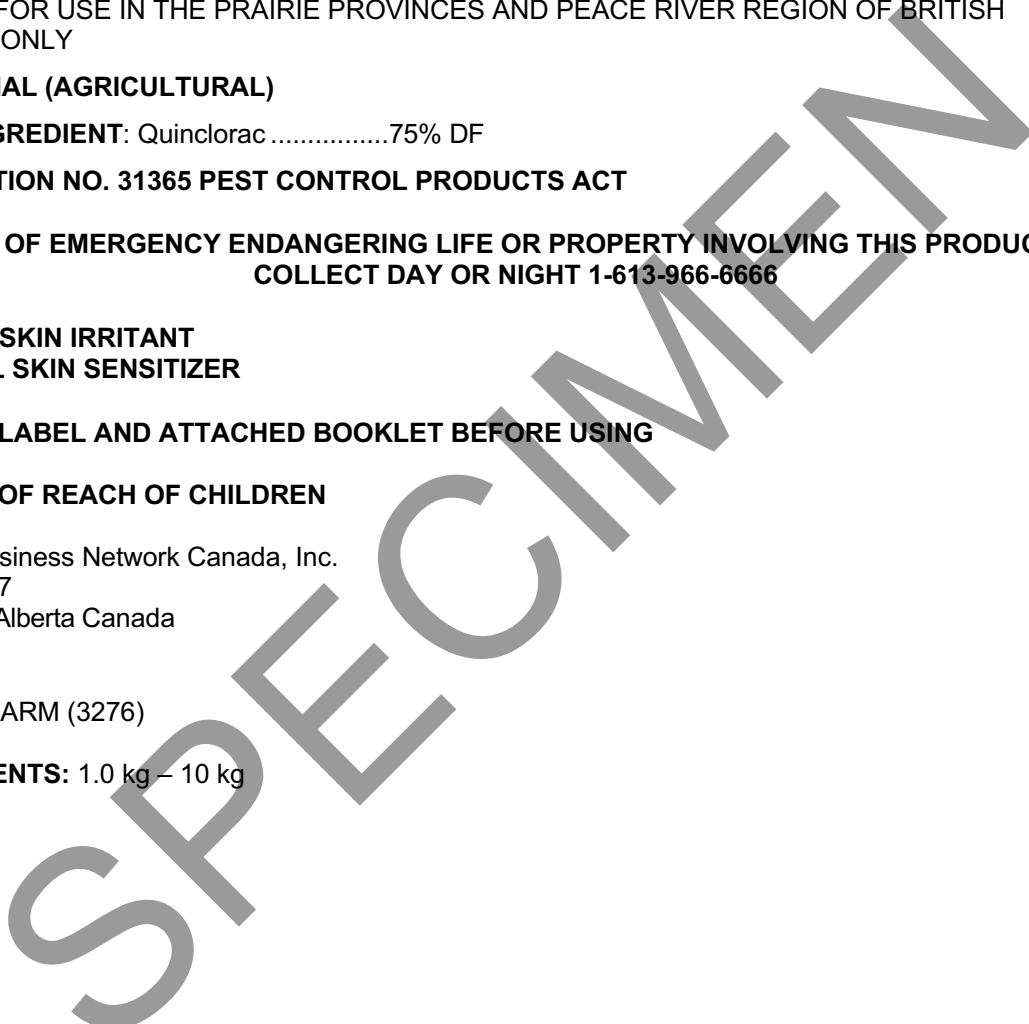 FOR USE IN THE PRAIRIE PROVINCES AND PEACE RIVER REGION OF BRITISH
ONLY
IAL (AGRICULTURAL)
GREDIENT: Quinclorac ................75% DF
TION NO. 31365 PEST CONTROL PRODUCTS ACT
OF EMERGENCY ENDANGERING LIFE OR PROPERTY INVOLVING THIS PRODUC
COLLECT DAY OR NIGHT 1-613-966-6666
SKIN IRRITANT
L SKIN SENSITIZER
LABEL AND ATTACHED BOOKLET BEFORE USING
OF REACH OF CHILDREN
siness Network Canada, Inc.
7
Alberta Canada
ARM (3276)
ENTS: 1.0 kg – 10 kg
SPECIMEN